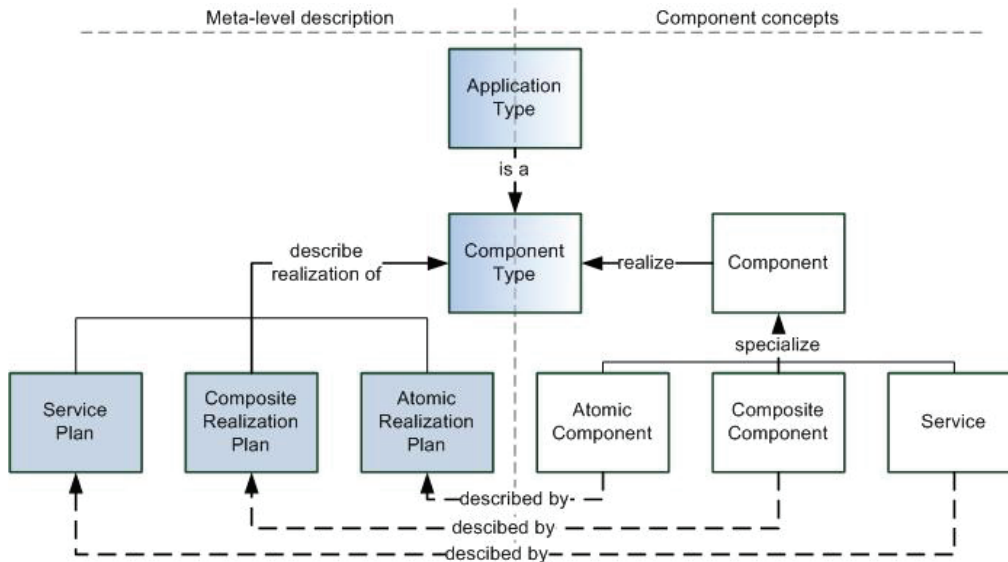 Meta-level description
Component concepts
Application
Type
is a
describe
realization of
Component
Type
realize
Component
specialize
Service
Plan
Composite
Realization
Plan
Atomic
Realization
Plan
Atomic
Component
Composite
Component
Service
described by
descibed by
descibed by